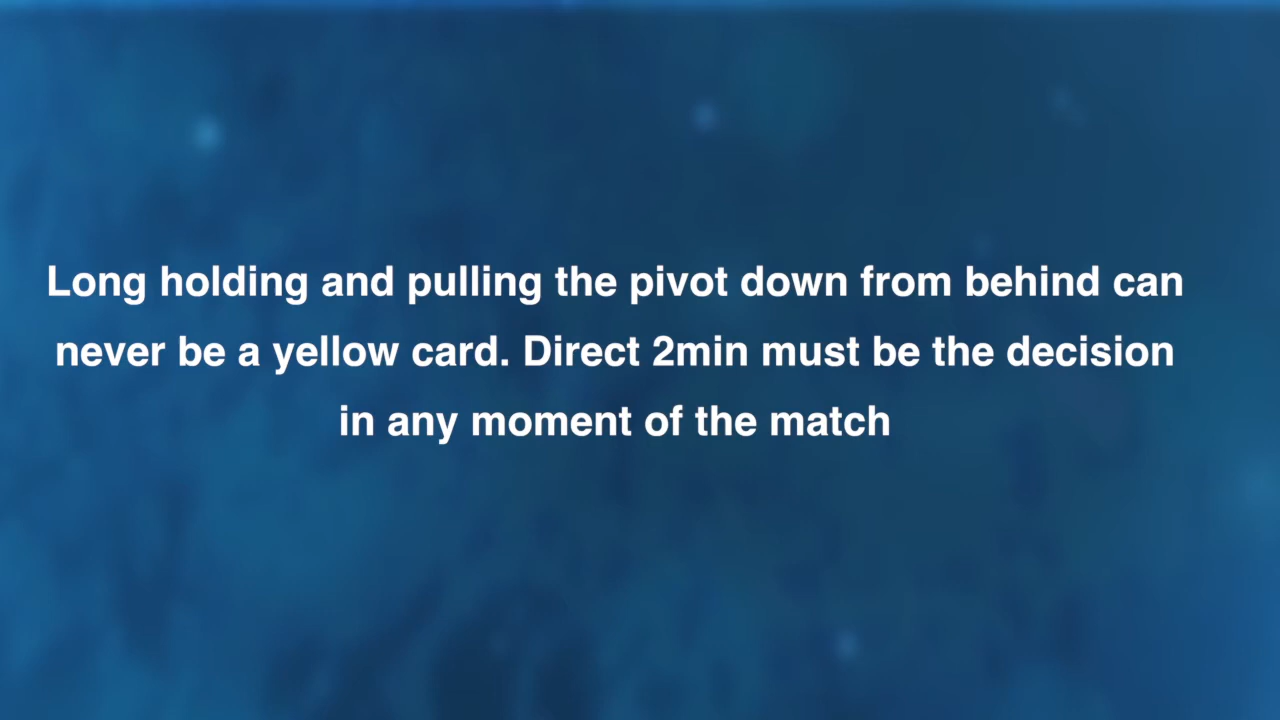 Long holding and pulling the pivot down from behind can
never be a yellow card. Direct 2min must be the decision
in any moment of the match